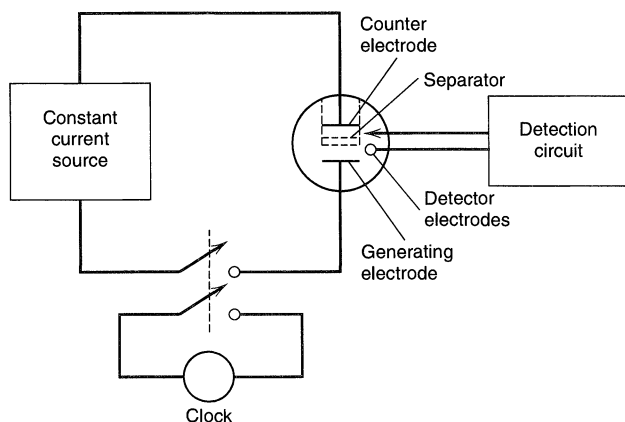 Counter
electrode
Separator
Constant
current
source
Detection
circuit
Detector
electrodes
Generating
electrode
Clock